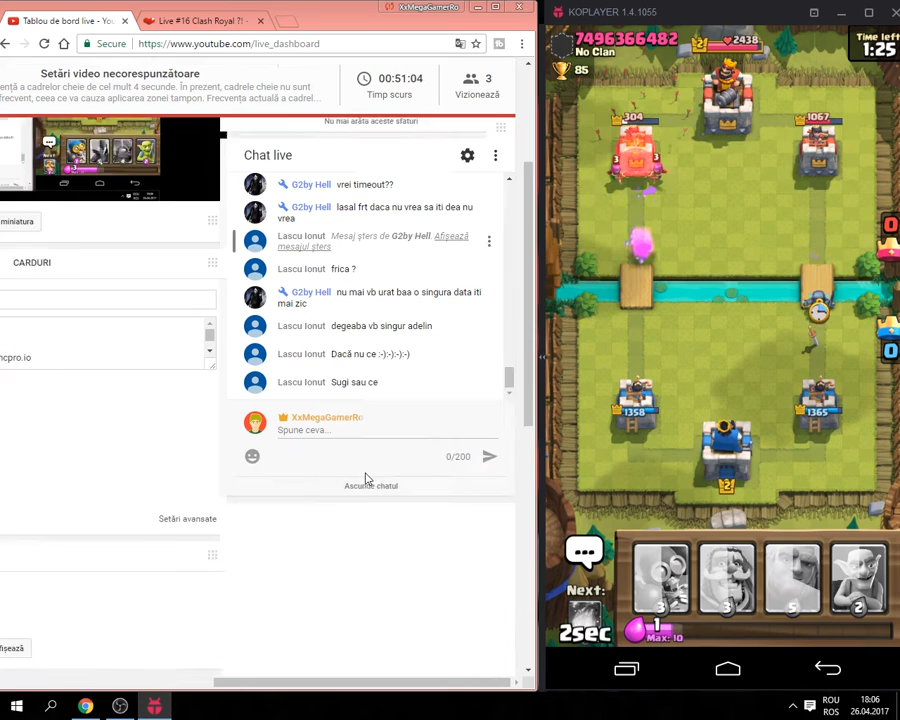 XxMegaGamerRo
Tablou de bord live - You
Live #16 Clash Royal ?! -
Secure
https://www.youtube.com/live_dashboard
Setări video necorespunzătoare
ență a cadrelor cheie de cel mult 4 secunde. În prezent, cadrele cheie nu sunt
frecvent, ceea ce va cauza aplicarea zonei tampon. Frecvența actuală a cadrel...
00:51:04
Timp scurs
3
Vizionează
Nu mai arăta aceste sfaturi
Chat live
G2by Hell vrei timeout??
G2by Hell lasal frt daca nu vrea sa iti dea nu
vrea
Lascu Ionut Mesaj șters de G2by Hell. Afișează
mesajul șters
Lascu Ionut frica ?
G2by Hell nu mai vb urat baa o singura data iti
mai zic
Lascu Ionut degeaba vb singur adelin
Lascu Ionut Dacă nu ce :-):-):-):-)
Lascu Ionut Sugi sau ce
XxMegaGamerRo
Spune ceva...
0/200
Ascunde chatul
miniatura
CARDURI
ncpro.io
Setări avansate
ișează
KOPLAYER 1.4.1055
7496366482
No Clan
85
2
2438
Time left:
1:25
304
1067
0
0
1358
1365
2
Next:
2sec
3
3
5
2
1
Max: 10
ROU
ROS
18:06
26.04.2017